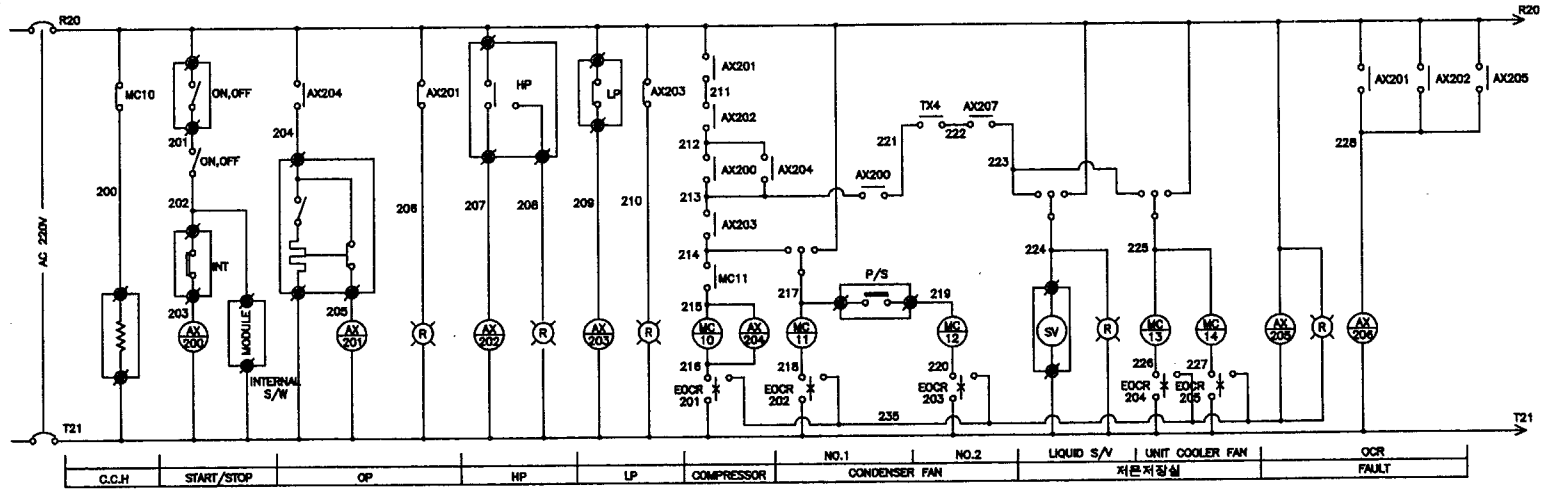 R20
R20
AC 220V
MC10
200
ON,OFF
201
ON,OFF
202
INT
203
AX
200
MODULE
INTERNAL
S/W
AX204
204
205
AX
201
AX201
206
R
HP
207
208
AX
202
R
LP
209
AX
203
AX203
210
R
AX201
211
AX202
212
AX200
AX204
213
AX203
214
MC11
215
MC
10
AX
204
216
EOCR
201
217
MC
11
218
EOCR
202
P/S
219
MC
12
220
EOCR
203
AX200
221
TX4
222
AX207
223
224
SV
R
225
MC
13
MC
14
226
EOCR
204
227
EOCR
205
235
AX
205
R
AX
206
AX201
AX202
AX205
228
T21
T21
C.C.H
START/STOP
OP
HP
LP
COMPRESSOR
NO.1
NO.2
CONDENSER FAN
LIQUID S/V
UNIT COOLER FAN
저온저장실
OCR
FAULT